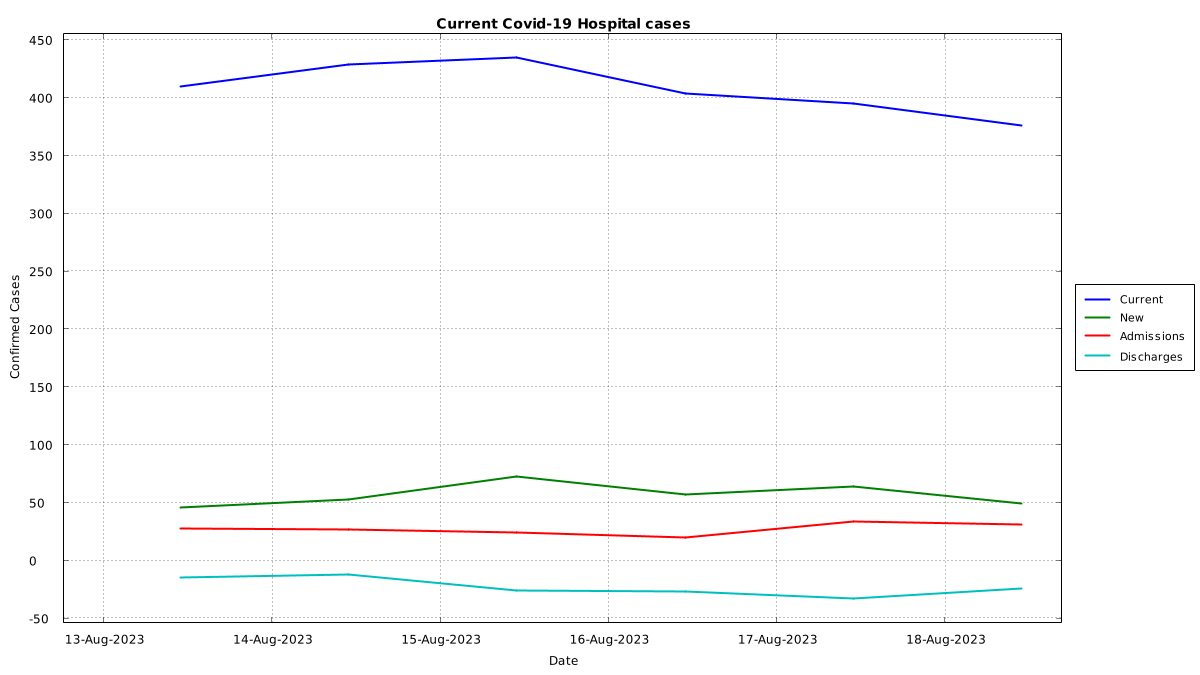 Current Covid-19 Hospital cases
450
400
350
300
250
200
150
100
50
0
-50
Confirmed Cases
13-Aug-2023
14-Aug-2023
15-Aug-2023
16-Aug-2023
17-Aug-2023
18-Aug-2023
Date
Current
New
Admissions
Discharges